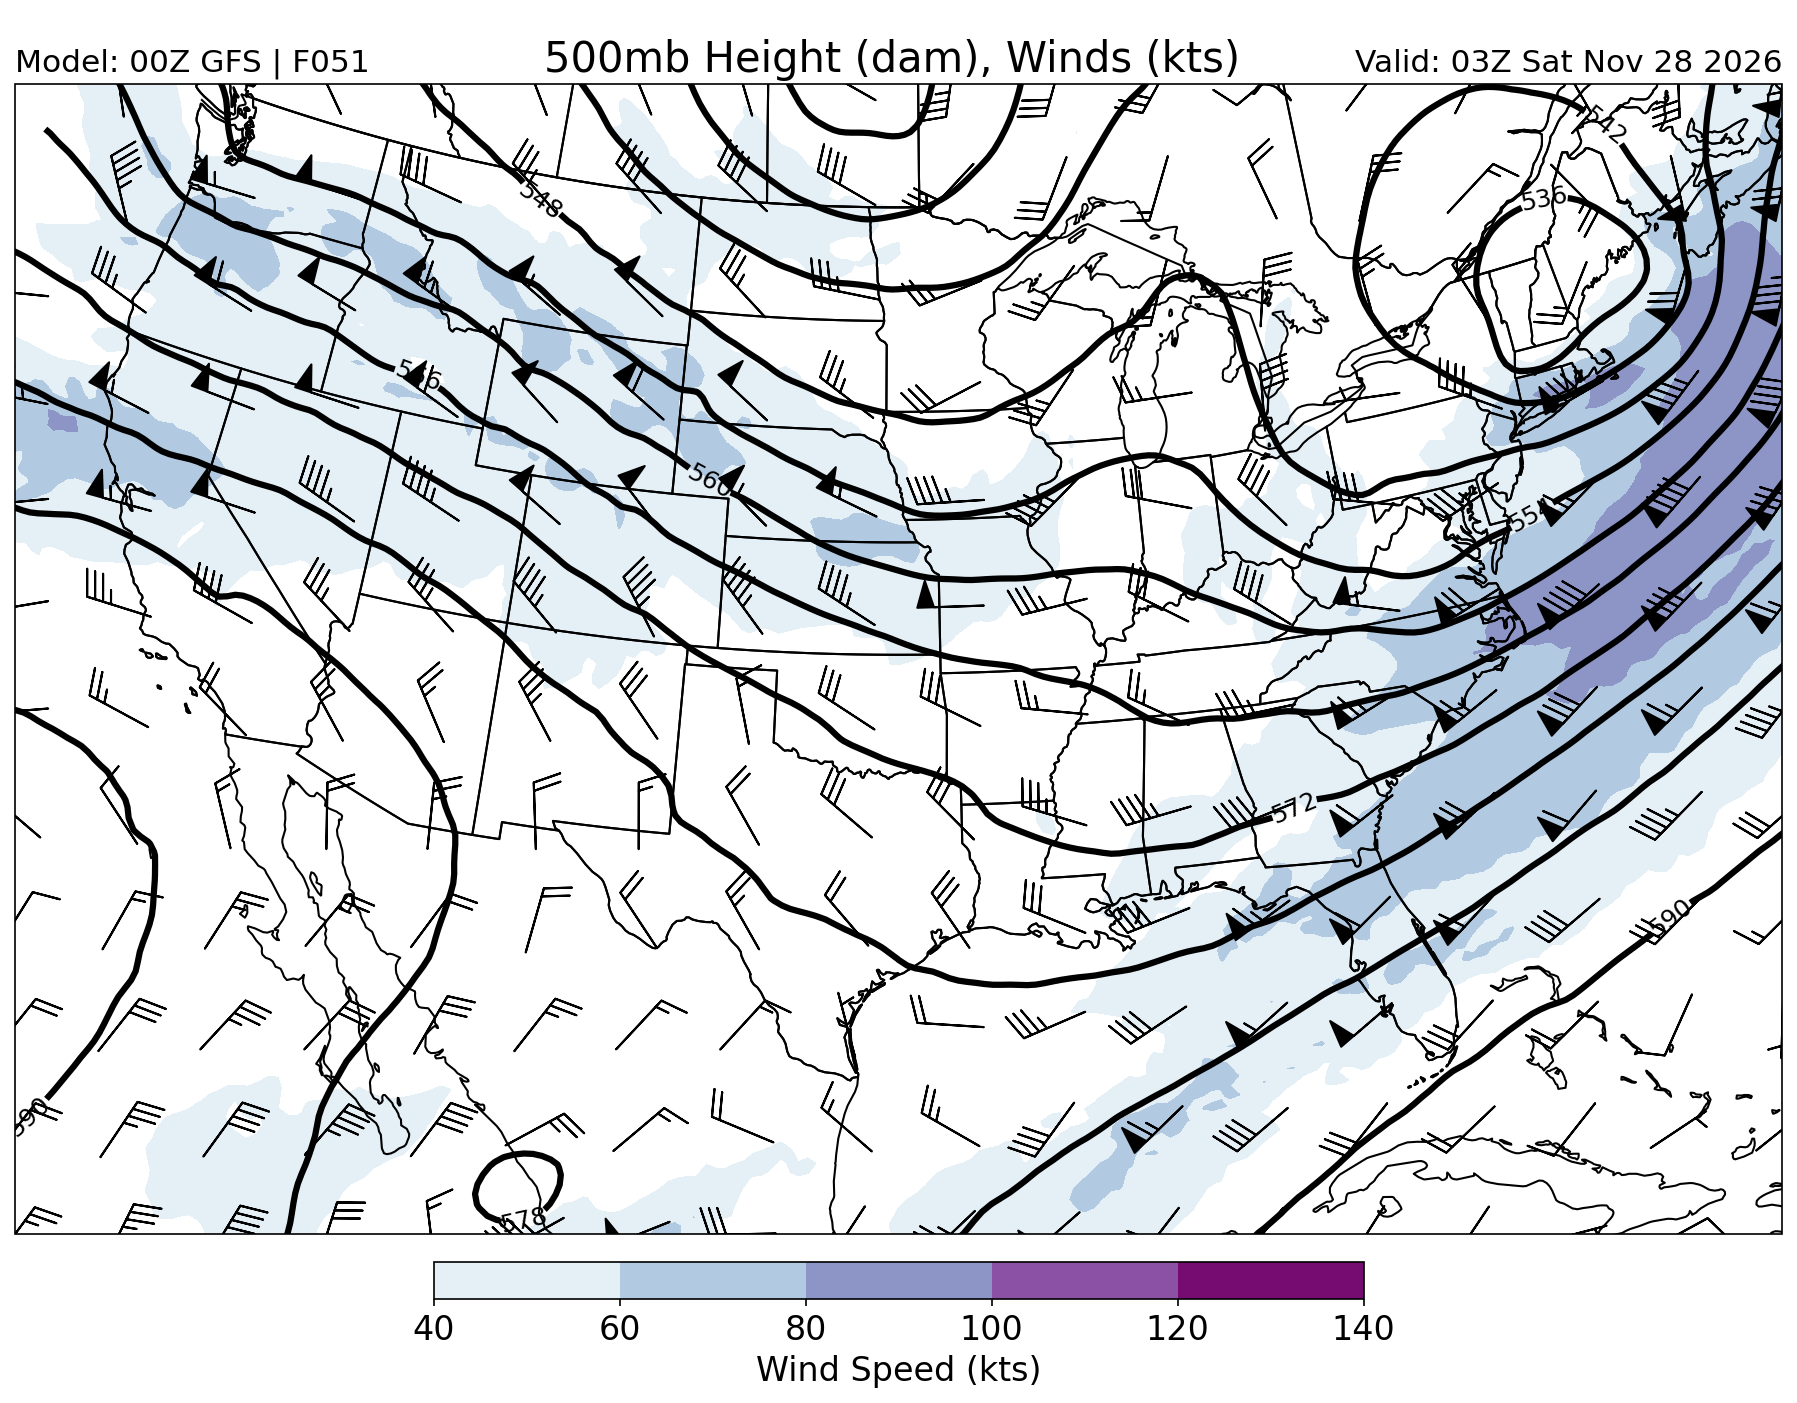 Model: 00Z GFS | F051
500mb Height (dam), Winds (kts)
Valid: 03Z Sat Nov 28 2026
542
536
548
566
560
554
572
590
590
578
40 60 80 100 120 140
Wind Speed (kts)